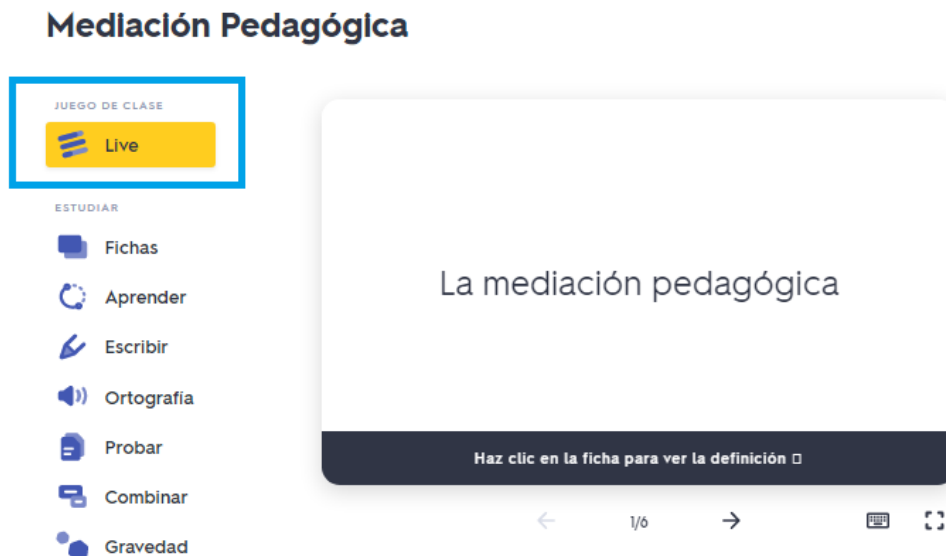 Mediación Pedagógica
JUEGO DE CLASE
Live
ESTUDIAR
Fichas
Aprender
Escribir
Ortografía
Probar
Combinar
Gravedad
La mediación pedagógica
Haz clic en la ficha para ver la definición
1/6